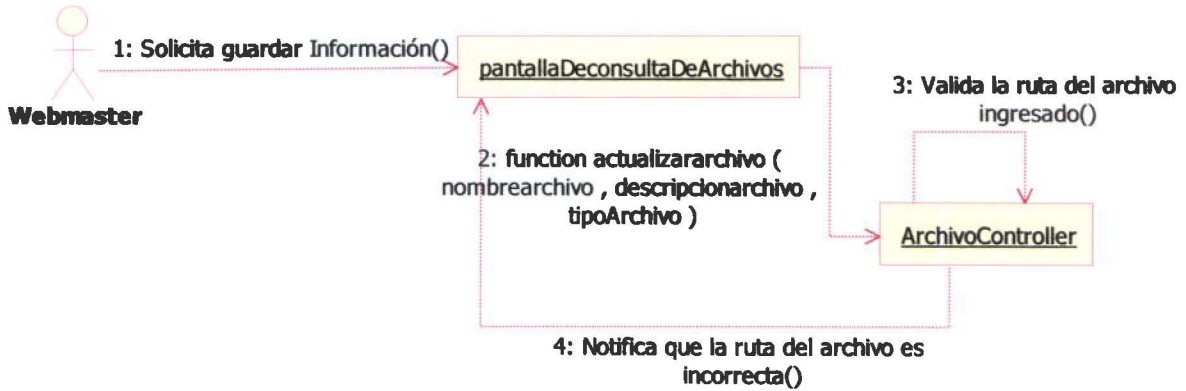 1: Solicita guardar Información()
pantallaDeconsultaDeArchivos
Webmaster
3: Valida la ruta del archivo
ingresado()
2: function actualizararchivo (
nombrearchivo , descripcionarchivo ,
tipoArchivo )
ArchivoController
4: Notifica que la ruta del archivo es
incorrecta()